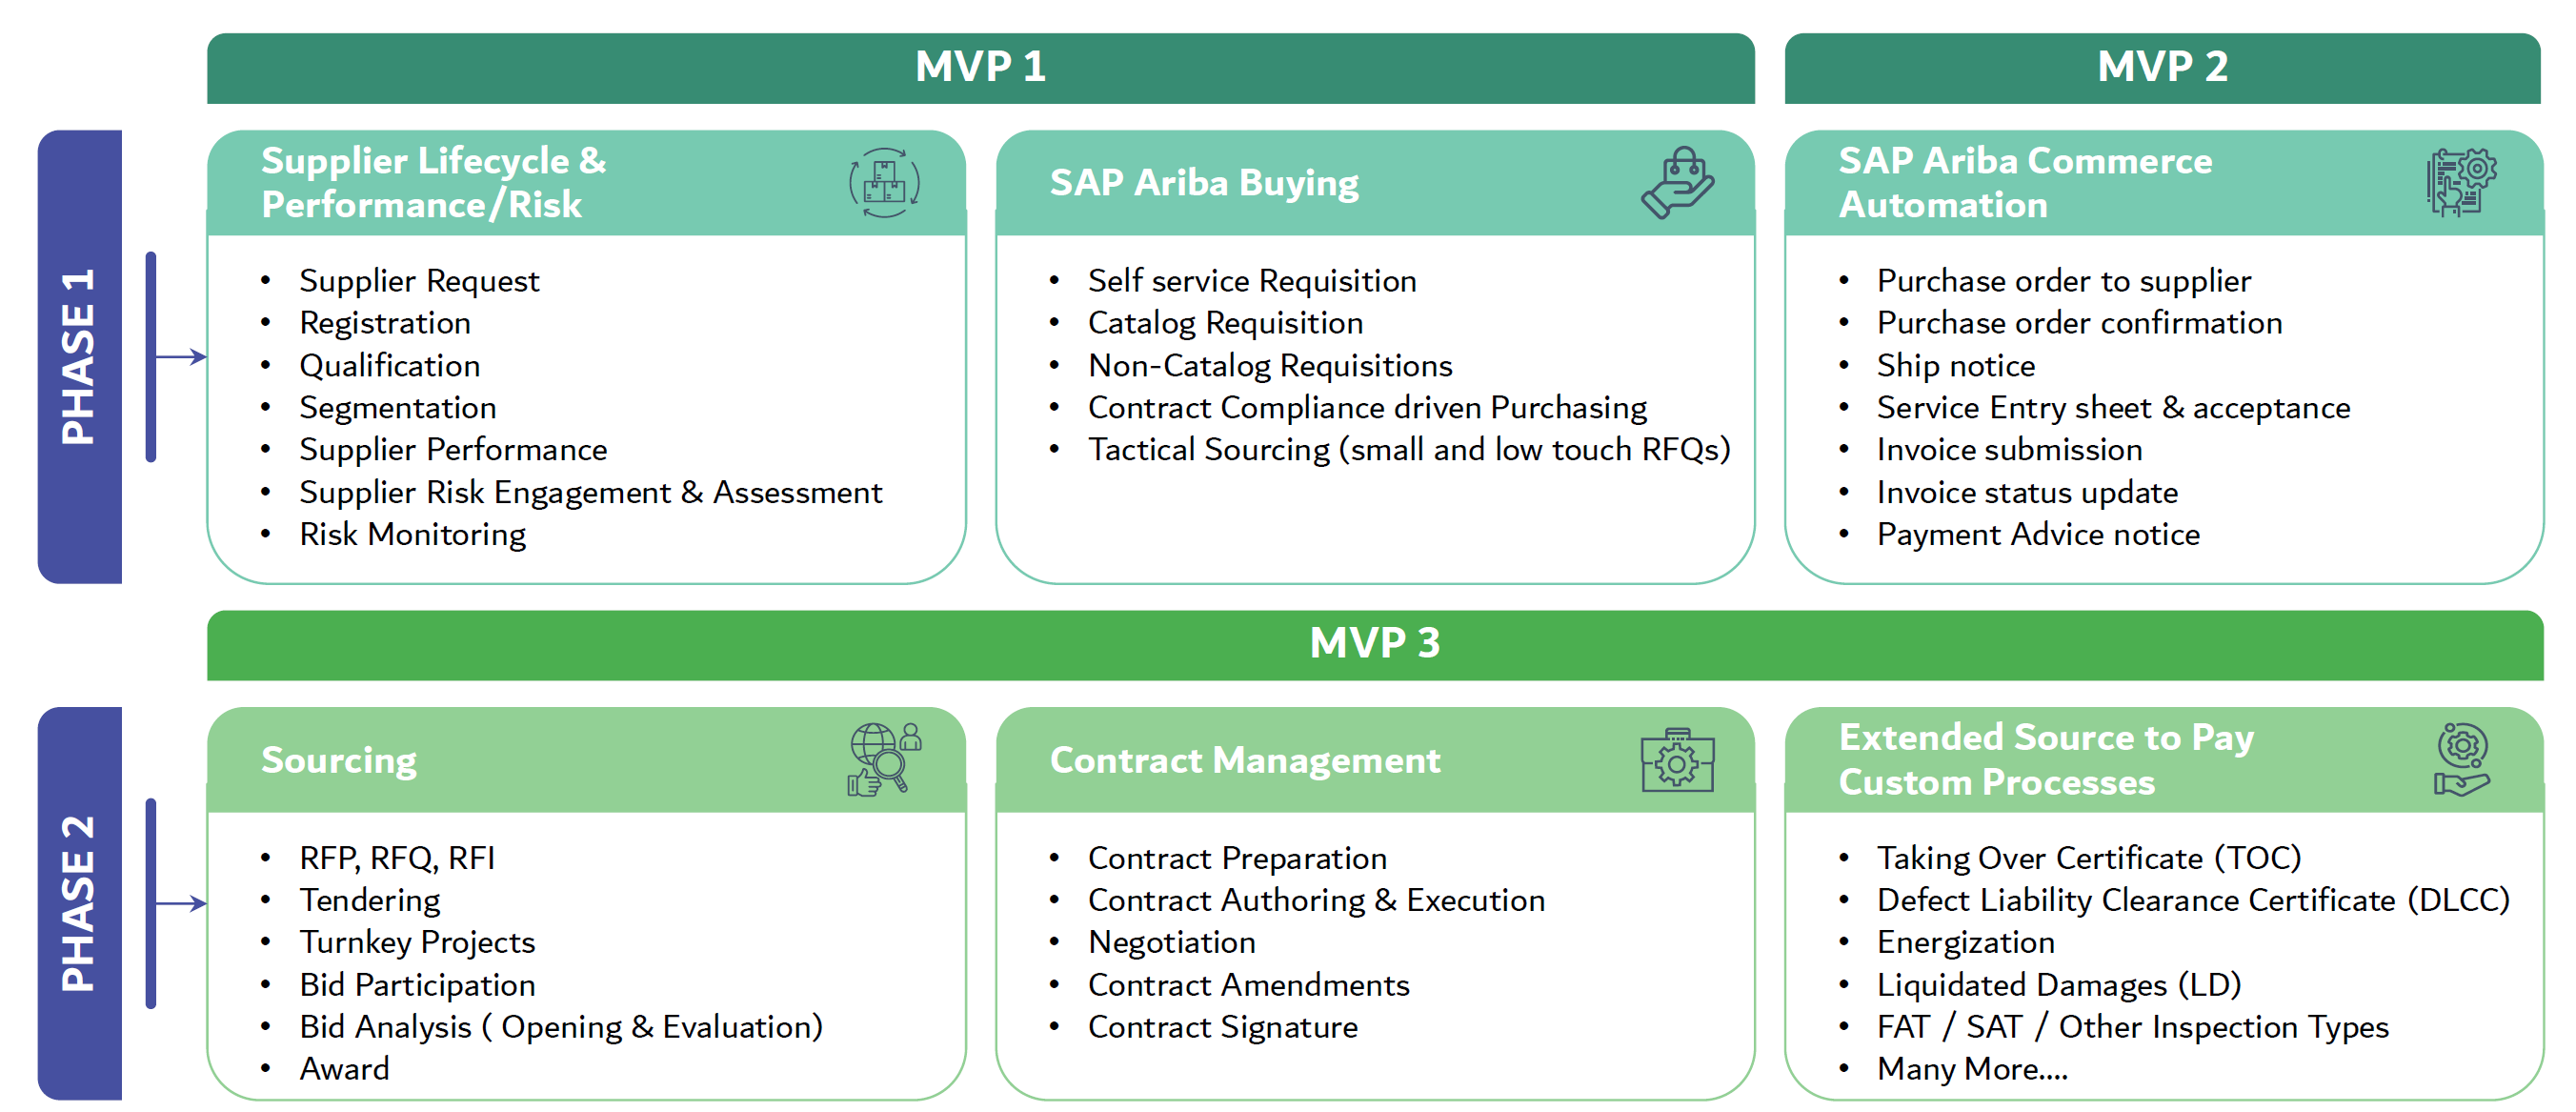 MVP 1
MVP 2
PHASE 1
Supplier Lifecycle &
Performance/Risk
• Supplier Request
• Registration
• Qualification
• Segmentation
• Supplier Performance
• Supplier Risk Engagement & Assessment
• Risk Monitoring
SAP Ariba Buying
• Self service Requisition
• Catalog Requisition
• Non-Catalog Requisitions
• Contract Compliance driven Purchasing
• Tactical Sourcing (small and low touch RFQs)
SAP Ariba Commerce
Automation
• Purchase order to supplier
• Purchase order confirmation
• Ship notice
• Service Entry sheet & acceptance
• Invoice submission
• Invoice status update
• Payment Advice notice
MVP 3
PHASE 2
Sourcing
• RFP, RFQ, RFI
• Tendering
• Turnkey Projects
• Bid Participation
• Bid Analysis ( Opening & Evaluation)
• Award
Contract Management
• Contract Preparation
• Contract Authoring & Execution
• Negotiation
• Contract Amendments
• Contract Signature
Extended Source to Pay
Custom Processes
• Taking Over Certificate (TOC)
• Defect Liability Clearance Certificate (DLCC)
• Energization
• Liquidated Damages (LD)
• FAT / SAT / Other Inspection Types
• Many More....